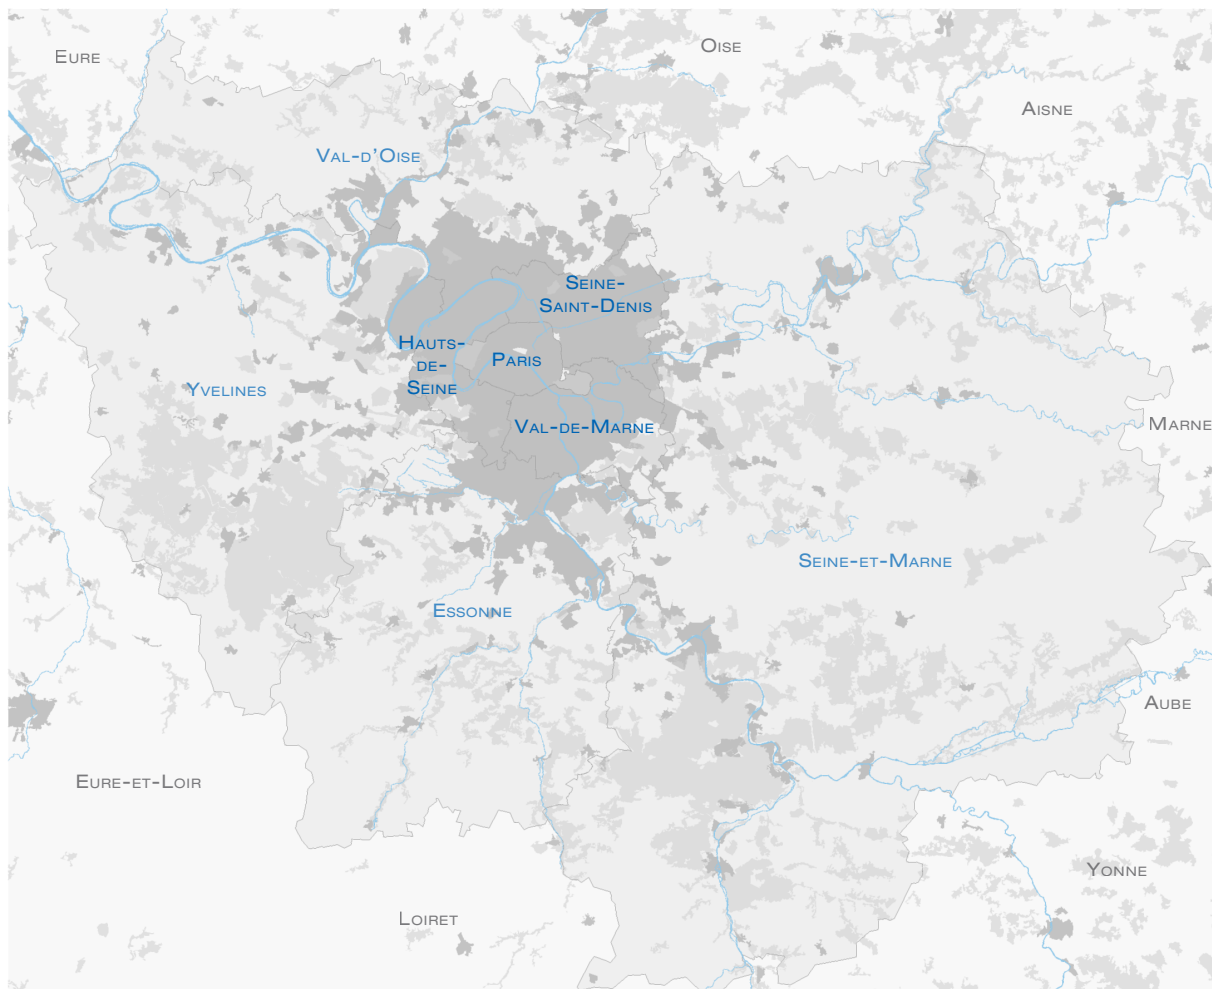 Oise
Eure
Aisne
Val-d'Oise
Seine-
Saint-Denis
Hauts-
de-
Seine
Paris
Yvelines
Val-de-Marne
Marne
Seine-et-Marne
Essonne
Aube
Eure-et-Loir
Yonne
Loiret